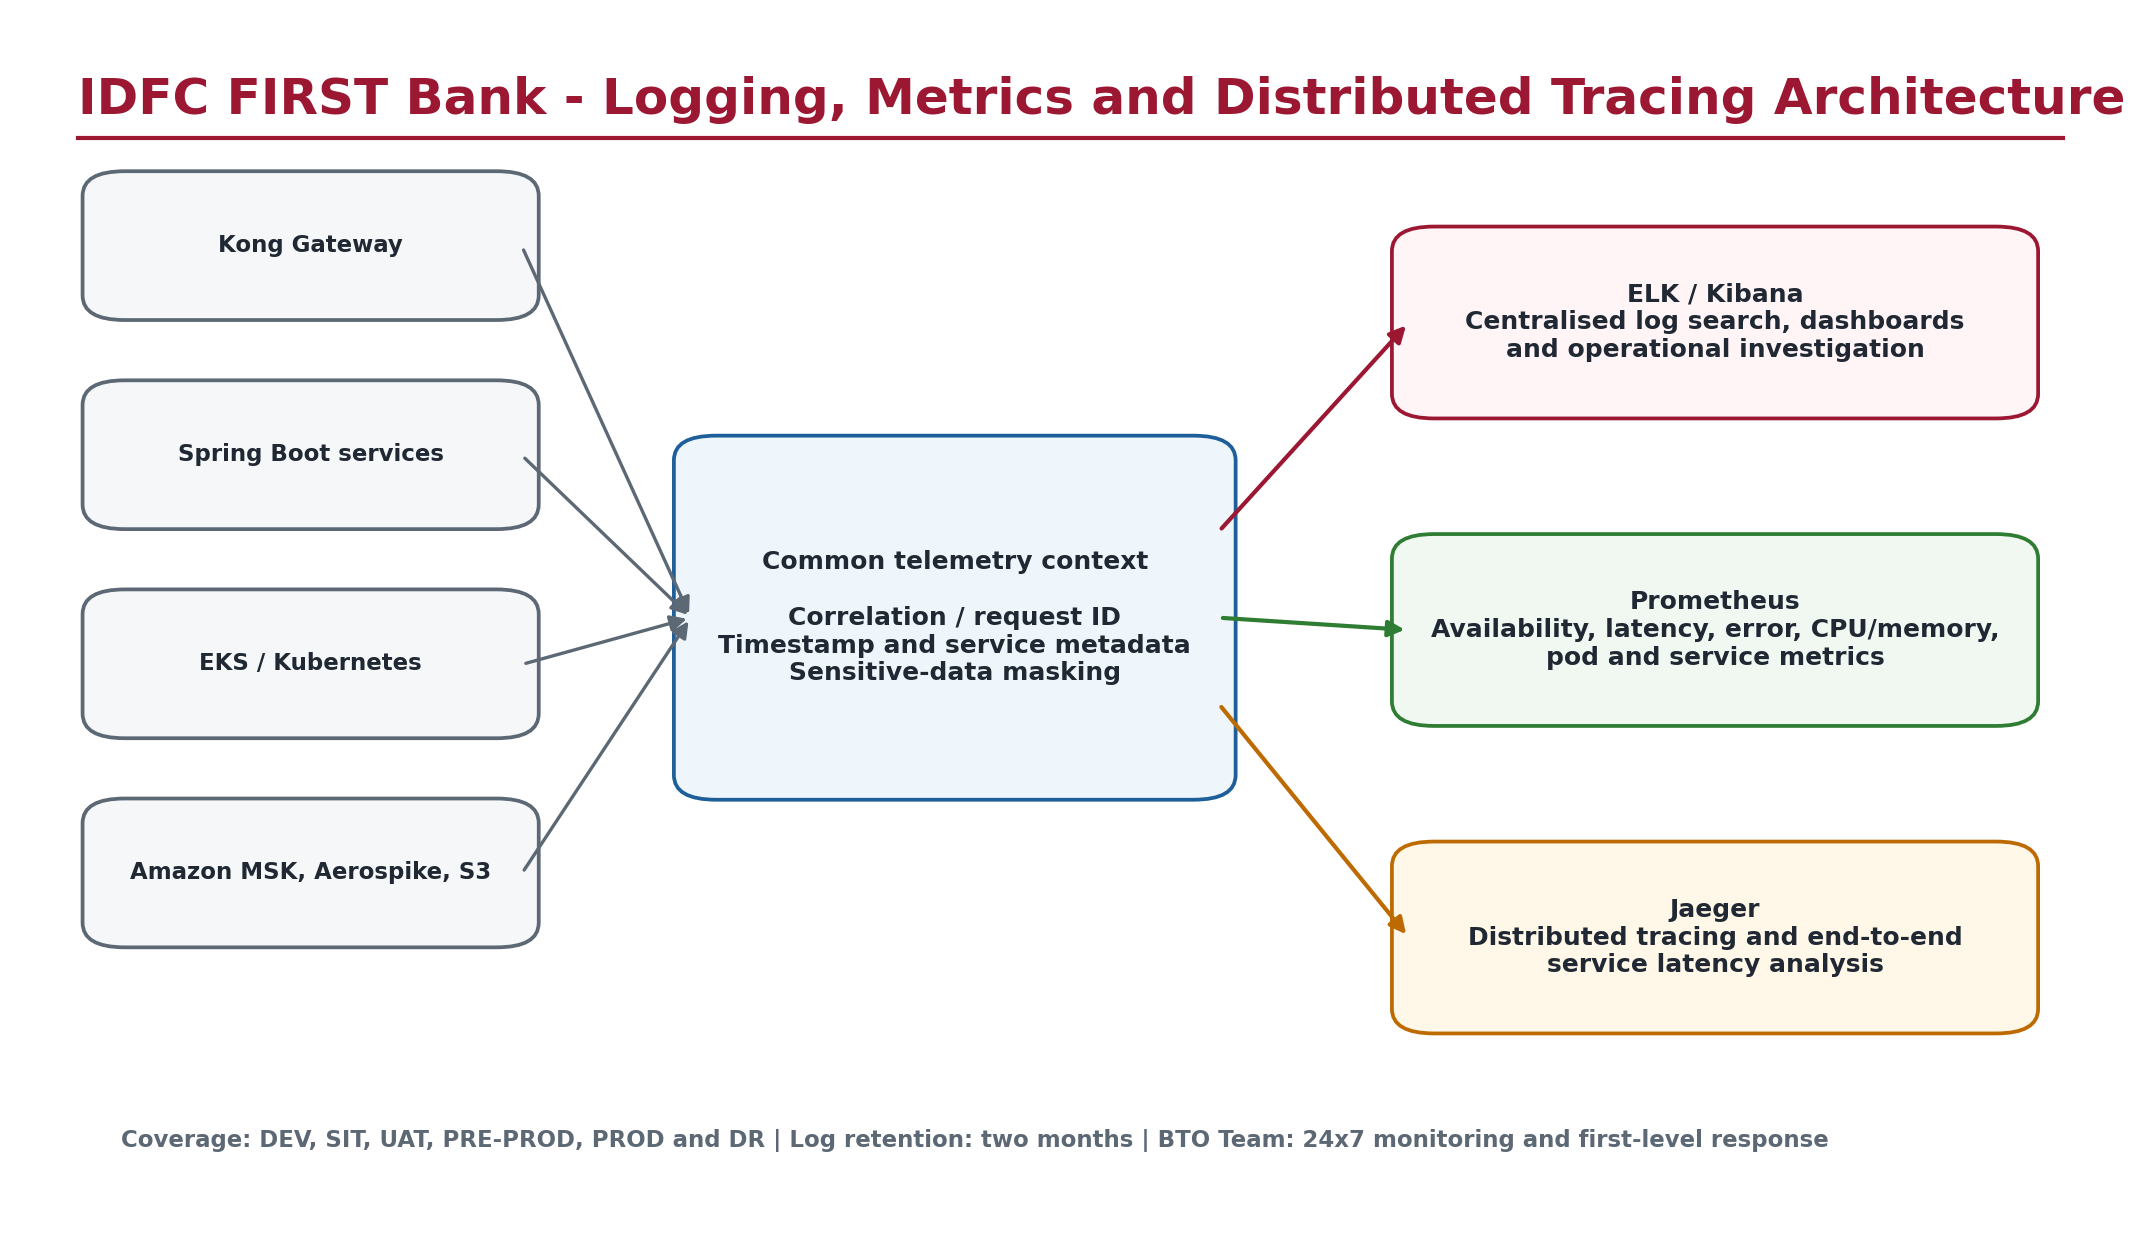 IDFC FIRST Bank - Logging, Metrics and Distributed Tracing Architecture
Kong Gateway
Spring Boot services
EKS / Kubernetes
Amazon MSK, Aerospike, S3
Common telemetry context
Correlation / request ID
Timestamp and service metadata
Sensitive-data masking
ELK / Kibana
Centralised log search, dashboards
and operational investigation
Prometheus
Availability, latency, error, CPU/memory,
pod and service metrics
Jaeger
Distributed tracing and end-to-end
service latency analysis
Coverage: DEV, SIT, UAT, PRE-PROD, PROD and DR | Log retention: two months | BTO Team: 24x7 monitoring and first-level response